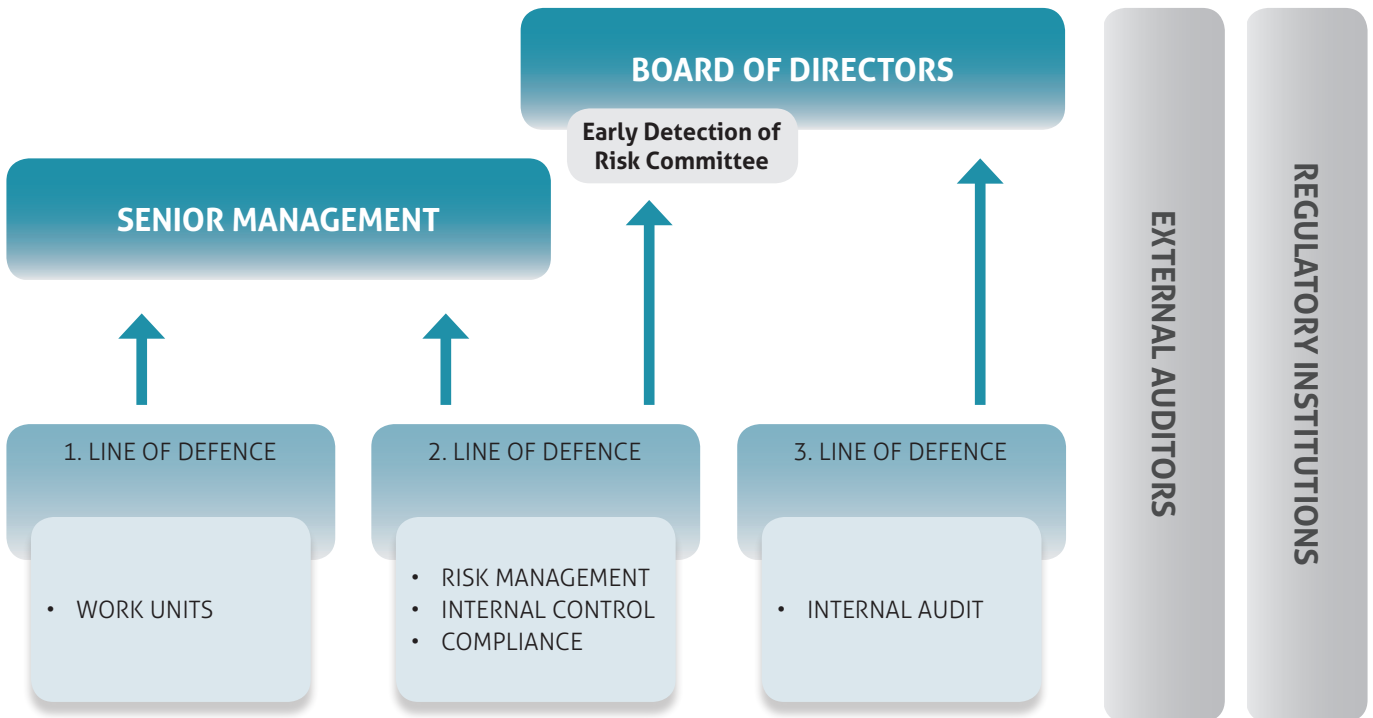 BOARD OF DIRECTORS
Early Detection of
Risk Committee
SENIOR MANAGEMENT
1. LINE OF DEFENCE
• WORK UNITS
2. LINE OF DEFENCE
• RISK MANAGEMENT
• INTERNAL CONTROL
• COMPLIANCE
3. LINE OF DEFENCE
• INTERNAL AUDIT
EXTERNAL AUDITORS
REGULATORY INSTITUTIONS